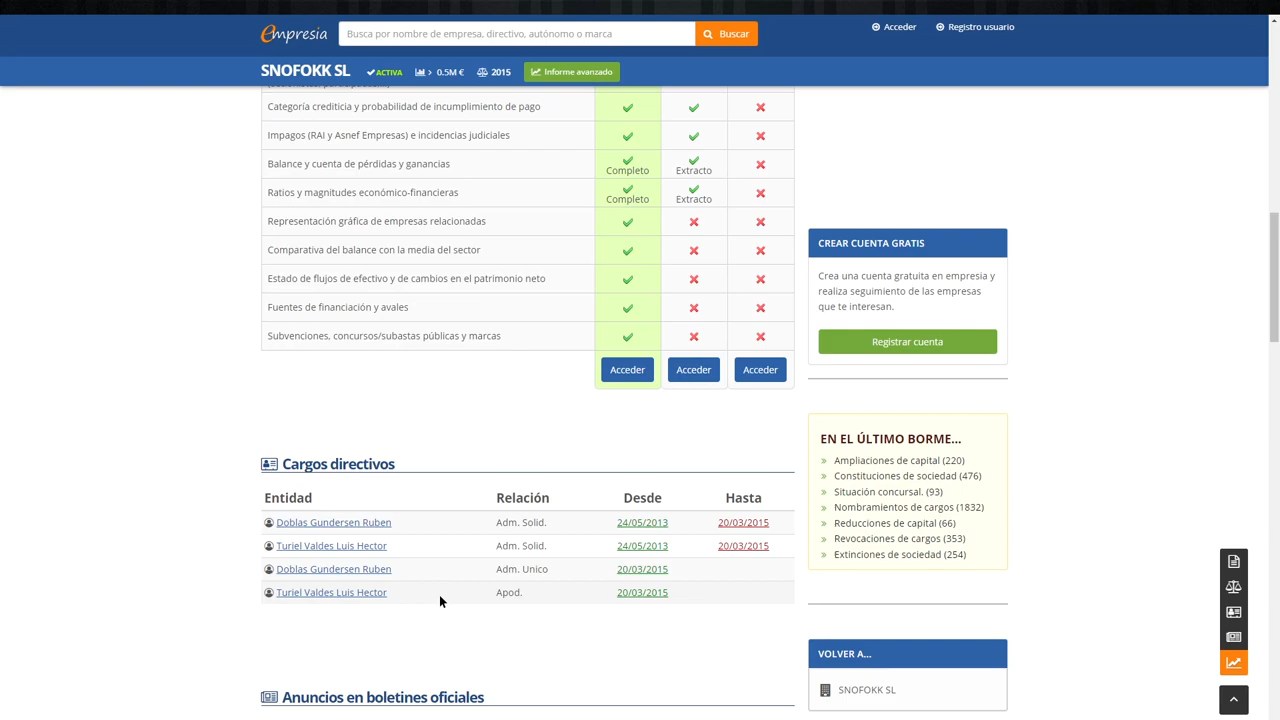 empresia
Busca por nombre de empresa, directivo, autónomo o marca
Buscar
Acceder
Registro usuario
SNOFOKK SL
ACTIVA
> 0.5M €
2015
Informe avanzado
Categoría crediticia y probabilidad de incumplimiento de pago
Impagos (RAI y Asnef Empresas) e incidencias judiciales
Balance y cuenta de pérdidas y ganancias
Completo Extracto
Ratios y magnitudes económico-financieras
Completo Extracto
Representación gráfica de empresas relacionadas
Comparativa del balance con la media del sector
Estado de flujos de efectivo y de cambios en el patrimonio neto
Fuentes de financiación y avales
Subvenciones, concursos/subastas públicas y marcas
Acceder Acceder Acceder
Cargos directivos
Entidad Relación Desde Hasta
Doblas Gundersen Ruben Adm. Solid. 24/05/2013 20/03/2015
Turiel Valdes Luis Hector Adm. Solid. 24/05/2013 20/03/2015
Doblas Gundersen Ruben Adm. Unico 20/03/2015
Turiel Valdes Luis Hector Apod. 20/03/2015
Anuncios en boletines oficiales
CREAR CUENTA GRATIS
Crea una cuenta gratuita en empresia y
realiza seguimiento de las empresas
que te interesan.
Registrar cuenta
EN EL ÚLTIMO BORME...
» Ampliaciones de capital (220)
» Constituciones de sociedad (476)
» Situación concursal. (93)
» Nombramientos de cargos (1832)
» Reducciones de capital (66)
» Revocaciones de cargos (353)
» Extinciones de sociedad (254)
VOLVER A...
SNOFOKK SL